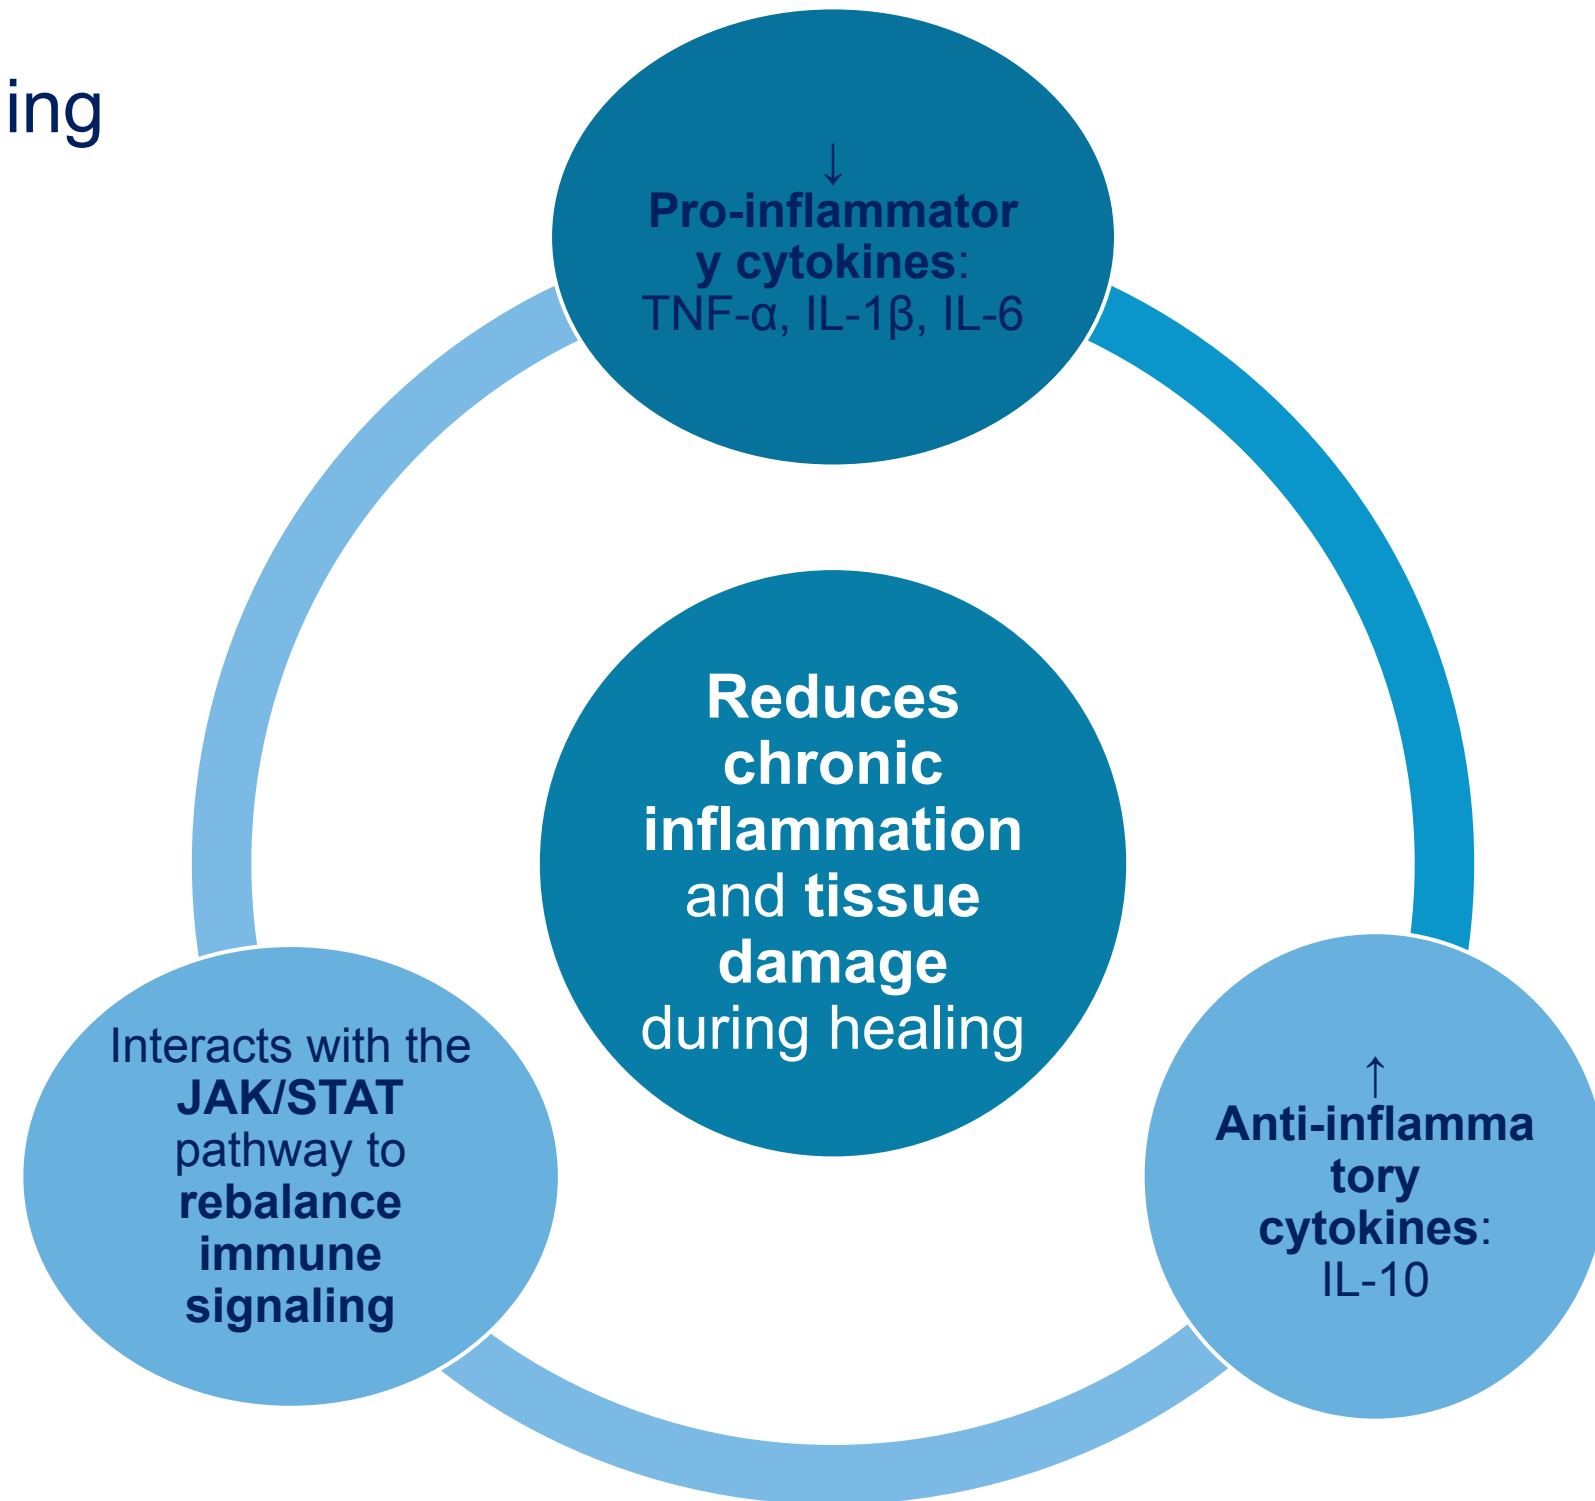 ing
↓
Pro-inflammator
y cytokines:
TNF-α, IL-1β, IL-6
Reduces
chronic
inflammation
and tissue
damage
during healing
Interacts with the
JAK/STAT
pathway to
rebalance
immune
signaling
↑
Anti-inflamma
tory
cytokines:
IL-10